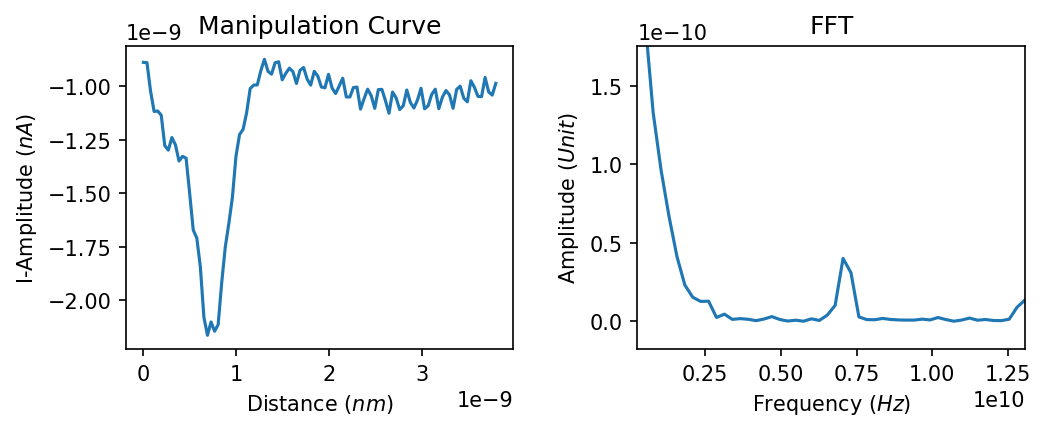 Manipulation Curve
1e−9
−1.00
−1.25
−1.50
−1.75
−2.00
I-Amplitude (nA)
0 1 2 3
Distance (nm)
1e−9
FFT
1e−10
1.5
1.0
0.5
0.0
Amplitude (Unit)
0.25 0.50 0.75 1.00 1.25
Frequency (Hz)
1e10